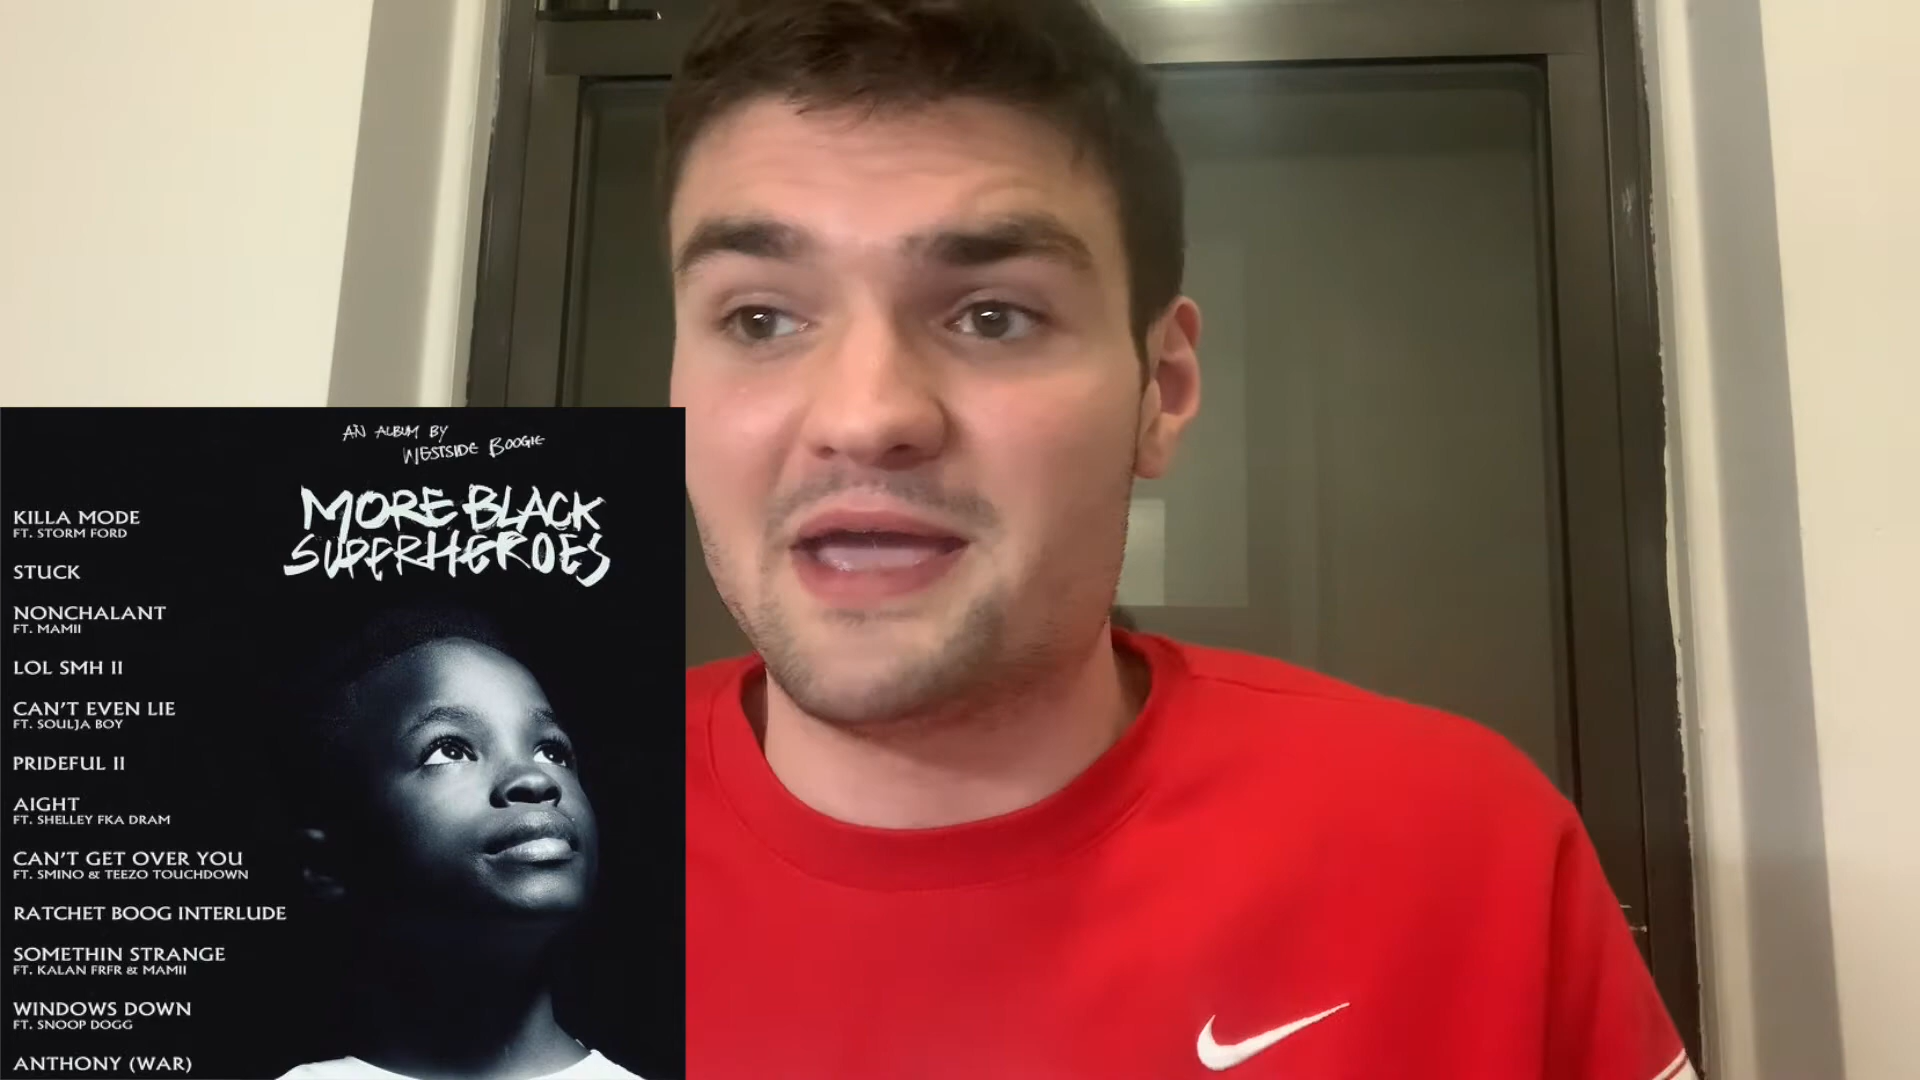 AN ALBUM BY
WESTSIDE BOOGIE
MORE BLACK
SUPERHEROES
KILLA MODE
FT. STORM FORD
STUCK
NONCHALANT
FT. MAMII
LOL SMH II
CAN'T EVEN LIE
FT. SOULJA BOY
PRIDEFUL II
AIGHT
FT. SHELLEY FKA DRAM
CAN'T GET OVER YOU
FT. SMINO & TEEZO TOUCHDOWN
RATCHET BOOG INTERLUDE
SOMETHIN STRANGE
FT. KALAN FRFR & MAMII
WINDOWS DOWN
FT. SNOOP DOGG
ANTHONY (WAR)